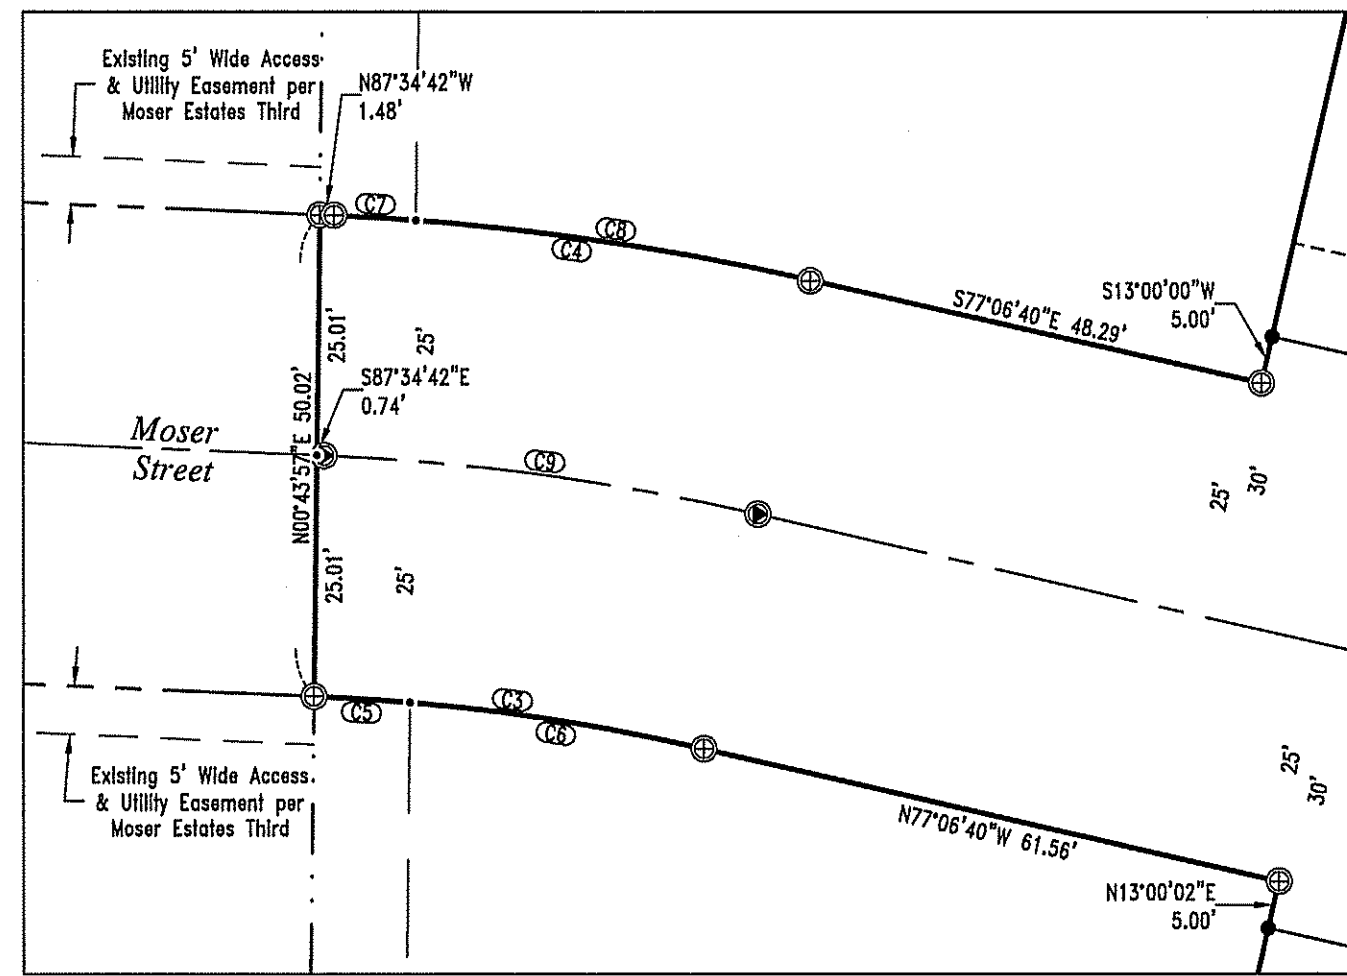 Existing 5' Wide Access
& Utility Easement per
Moser Estates Third
N87°34'42"W
1.48'
C7
C8
C4
S77°06'40"E 48.29'
S13°00'00"W
5.00'
25.01'
25'
N00°43'57"E 50.02'
S87°34'42"E
0.74'
Moser
Street
C9
25'
30'
25.01'
25'
C5
C3
C6
Existing 5' Wide Access
& Utility Easement per
Moser Estates Third
N77°06'40"W 61.56'
25'
30'
N13°00'02"E
5.00'